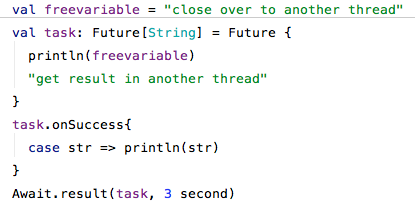 val freevariable = "close over to another thread"
val task: Future[String] = Future {
  println(freevariable)
  "get result in another thread"
}
task.onSuccess{
  case str => println(str)
}
Await.result(task, 3 second)